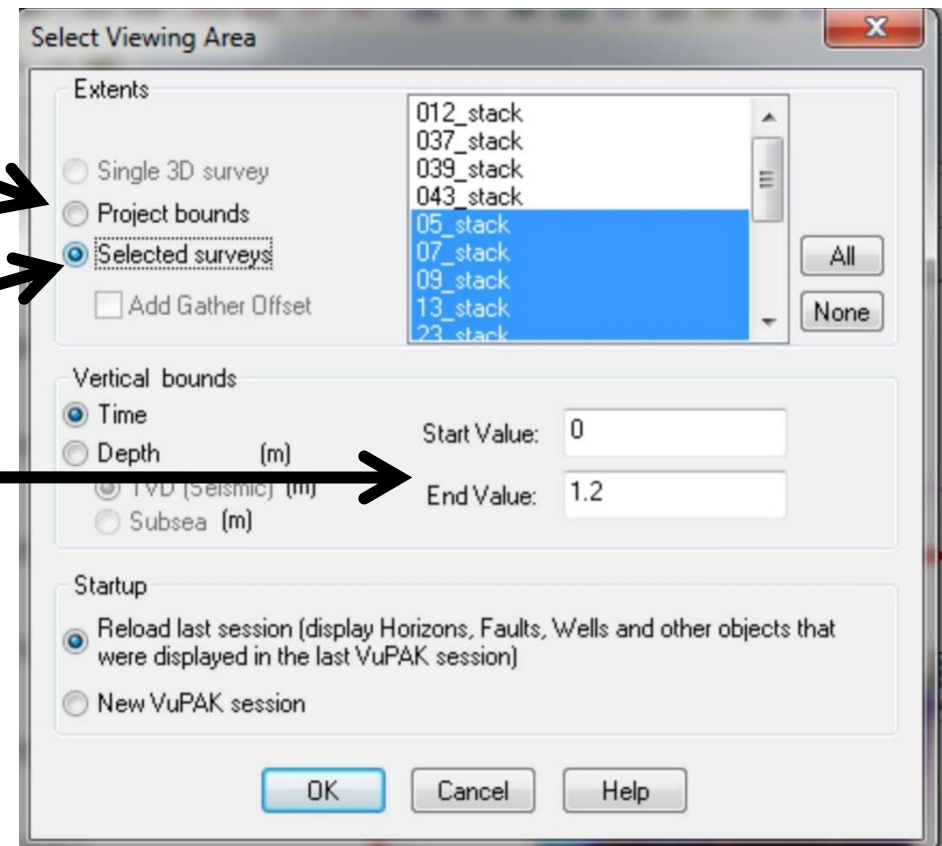 Select Viewing Area
Extents
Single 3D survey
Project bounds
Selected surveys
Add Gather Offset
012_stack
037_stack
039_stack
043_stack
05_stack
07_stack
09_stack
13_stack
23_stack
All
None
Vertical bounds
Time
Depth (m)
TVD (Seismic) (m)
Subsea (m)
Start Value: 0
End Value: 1.2
Startup
Reload last session (display Horizons, Faults, Wells and other objects that
were displayed in the last VuPAK session)
New VuPAK session
OK Cancel Help